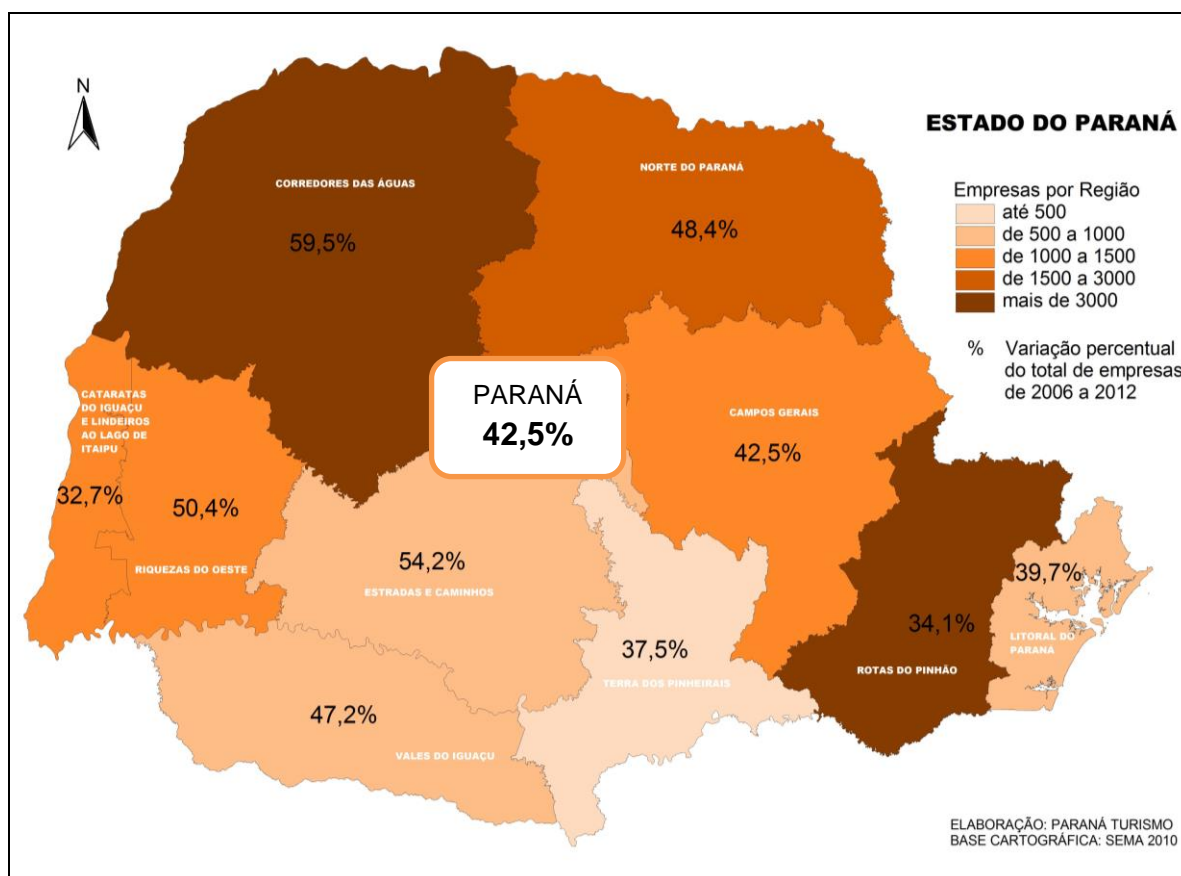 N
ESTADO DO PARANÁ
Empresas por Região
até 500
de 500 a 1000
de 1000 a 1500
de 1500 a 3000
mais de 3000
% Variação percentual
do total de empresas
de 2006 a 2012
NORTE DO PARANÁ
48,4%
CORREDORES DAS ÁGUAS
59,5%
PARANÁ
42,5%
CATARATAS
DO IGUAÇU
E LINDEIROS
AO LAGO DE
ITAIPU
32,7%
50,4%
RIQUEZAS DO OESTE
CAMPOS GERAIS
42,5%
54,2%
ESTRADAS E CAMINHOS
37,5%
TERRA DOS PINHEIRAIS
34,1%
ROTAS DO PINHÃO
39,7%
LITORAL DO
PARANÁ
47,2%
VALES DO IGUAÇU
ELABORAÇÃO: PARANÁ TURISMO
BASE CARTOGRÁFICA: SEMA 2010